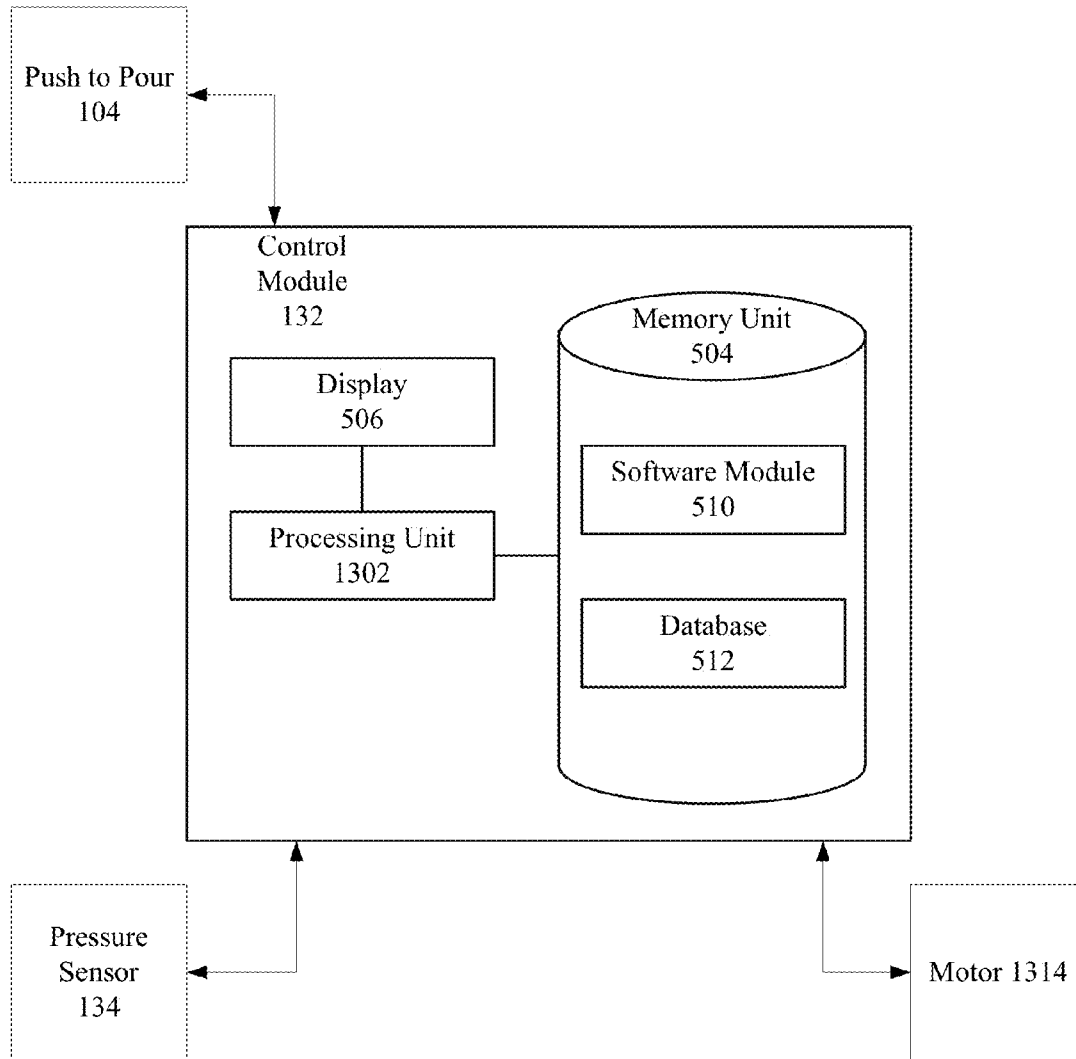 Push to Pour
104
Control
Module
132
Memory Unit
504
Display
506
Software Module
510
Processing Unit
1302
Database
512
Pressure
Sensor
134
Motor 1314